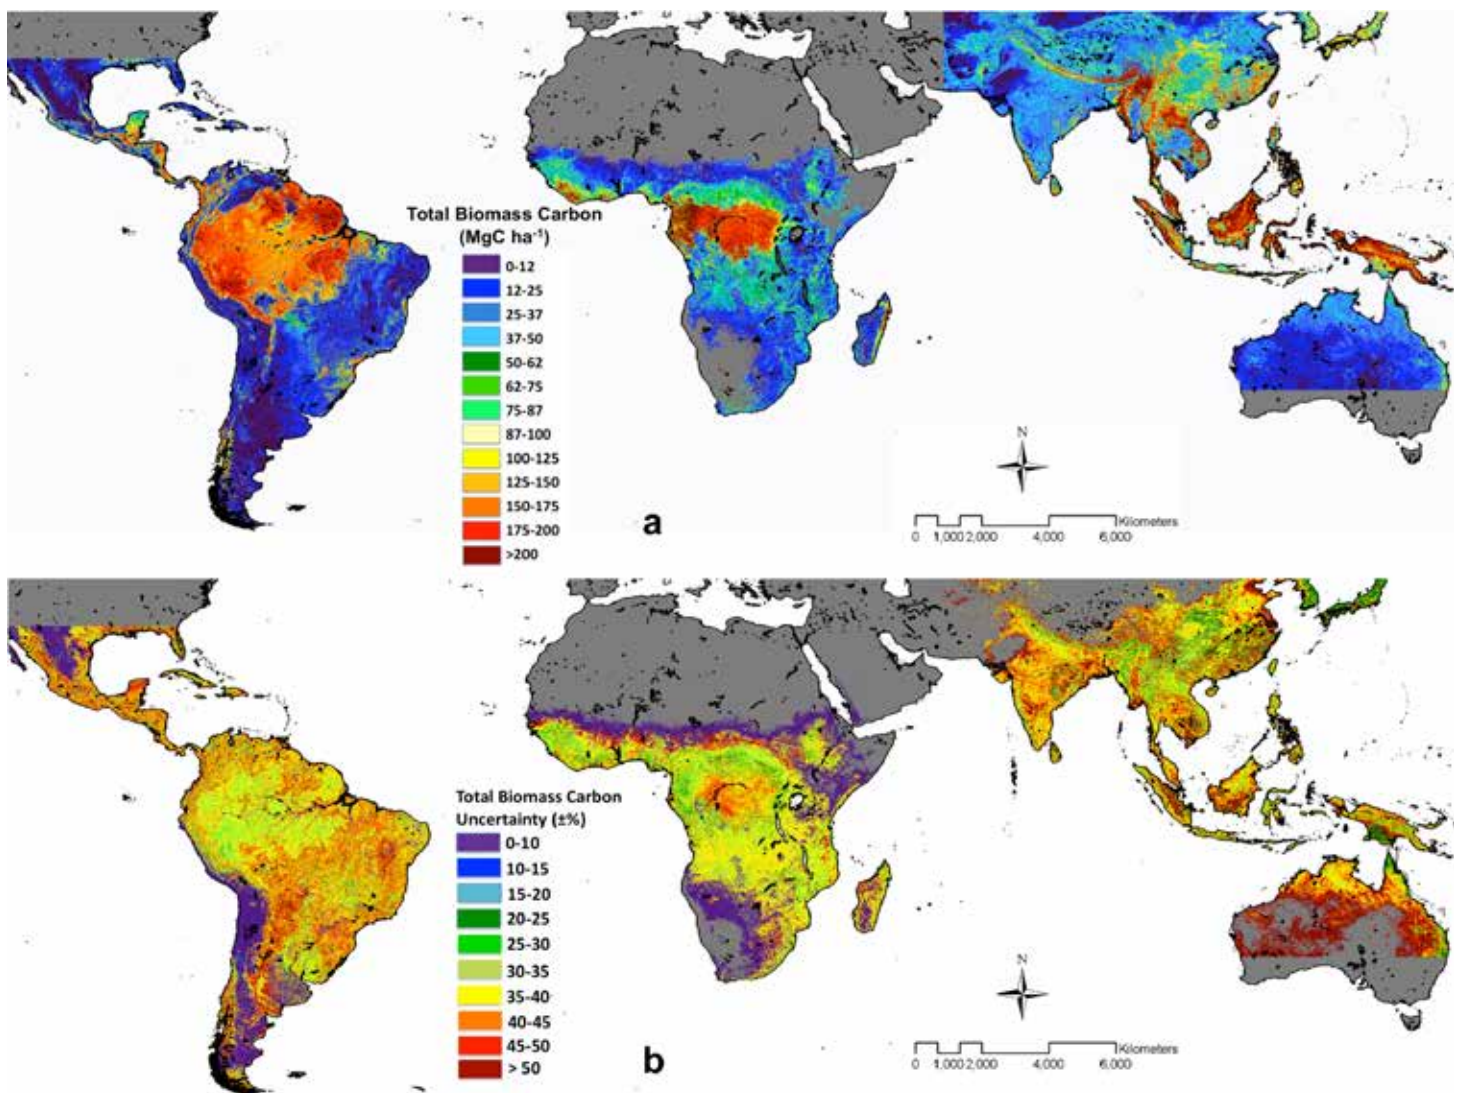 Total Biomass Carbon
(MgC ha⁻¹)
0-12
12-25
25-37
37-50
50-62
62-75
75-87
87-100
100-125
125-150
150-175
175-200
>200
a
N
Kilometers
0 1,000 2,000 4,000 6,000
Total Biomass Carbon
Uncertainty (±%)
0-10
10-15
15-20
20-25
25-30
30-35
35-40
40-45
45-50
> 50
b
N
Kilometers
0 1,000 2,000 4,000 6,000